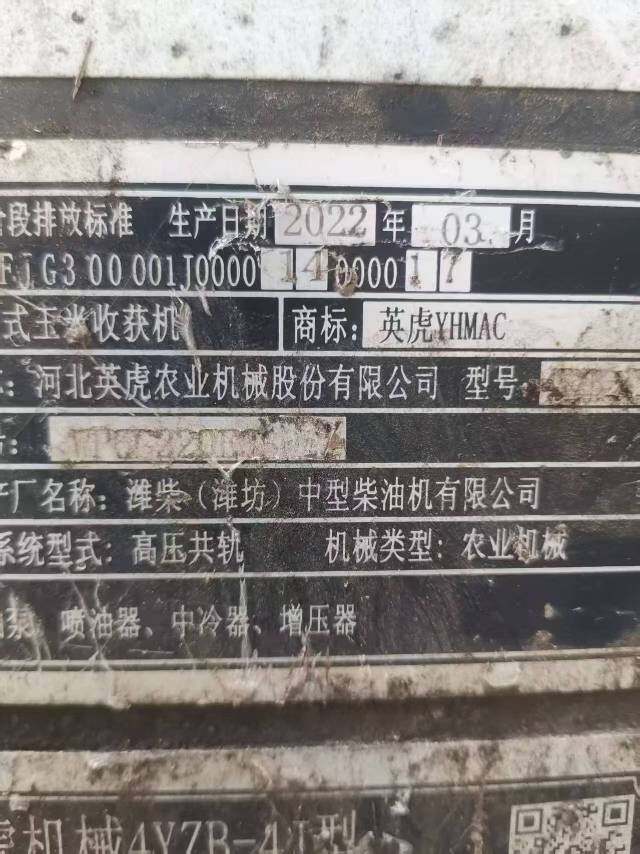 段排放标准 生产日期 2022 年 03 月
FJG3 00 001J0000 14 0000 17
式玉米收获机 商标: 英虎YHMAC
河北英虎农业机械股份有限公司 型号
厂名称: 潍柴(潍坊)中型柴油机有限公司
系统型式: 高压共轨 机械类型: 农业机械
泵、喷油器、中冷器、增压器
机械4YZB-4J型